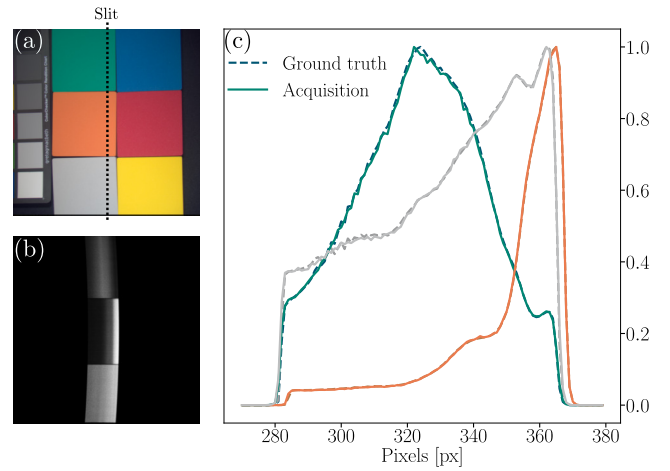 Slit
(a)
(b)
(c)
Ground truth
Acquisition
1.0
0.8
0.6
0.4
0.2
0.0
280 300 320 340 360 380
Pixels [px]